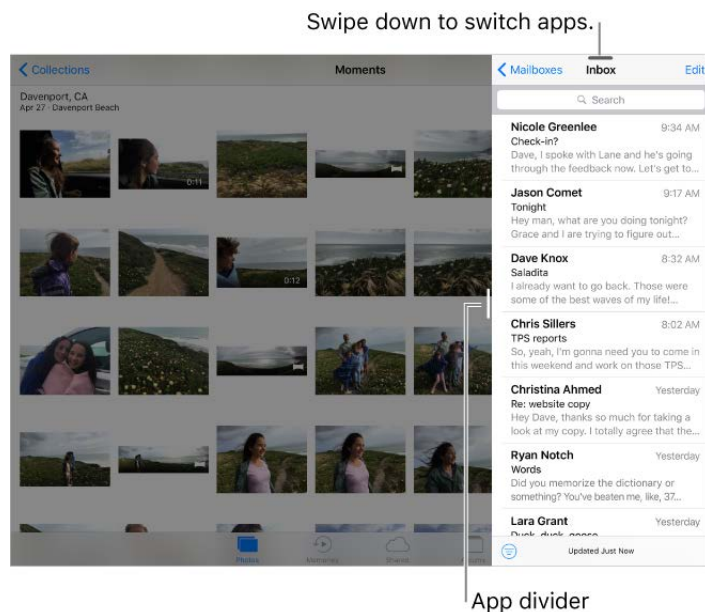 Swipe down to switch apps.
Collections
Moments
Mailboxes
Inbox
Edit
Davenport, CA
Apr 27 · Davenport Beach
0:11
0:12
Photos
Memories
Shared
Albums
Search
Nicole Greenlee 9:34 AM
Check-in?
Dave, I spoke with Lane and he's going
through the feedback now. Let's get to...
Jason Comet 9:17 AM
Tonight
Hey man, what are you doing tonight?
Grace and I are trying to figure out...
Dave Knox 8:32 AM
Saladita
I already want to go back. Those were
some of the best waves of my life!...
Chris Sillers 8:02 AM
TPS reports
So, yeah, I'm gonna need you to come in
this weekend and work on those TPS...
Christina Ahmed Yesterday
Re: website copy
Hey Dave, thanks so much for taking a
look at my copy. I totally agree that the...
Ryan Notch Yesterday
Words
Did you memorize the dictionary or
something? You've beaten me, like, 37...
Lara Grant Yesterday
Duck, duck, goose
Updated Just Now
App divider